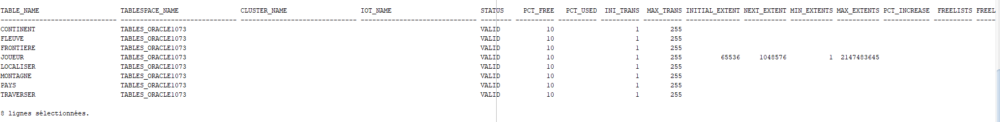 TABLE_NAME TABLESPACE_NAME CLUSTER_NAME IOT_NAME STATUS PCT_FREE PCT_USED INI_TRANS MAX_TRANS INITIAL_EXTENT NEXT_EXTENT MIN_EXTENTS MAX_EXTENTS PCT_INCREASE FREELISTS FREEL
------------------------------ ------------------------------ ------------------------------ ------------------------------ -------- ---------- ---------- ---------- ---------- -------------- ----------- ----------- ----------- ------------ ---------- -----
CONTINENT TABLES_ORACLE1073 VALID 10 1 255
FLEUVE TABLES_ORACLE1073 VALID 10 1 255
FRONTIERE TABLES_ORACLE1073 VALID 10 1 255
JOUEUR TABLES_ORACLE1073 VALID 10 1 255 65536 1048576 1 2147483645
LOCALISER TABLES_ORACLE1073 VALID 10 1 255
MONTAGNE TABLES_ORACLE1073 VALID 10 1 255
PAYS TABLES_ORACLE1073 VALID 10 1 255
TRAVERSER TABLES_ORACLE1073 VALID 10 1 255
8 lignes sélectionnées.